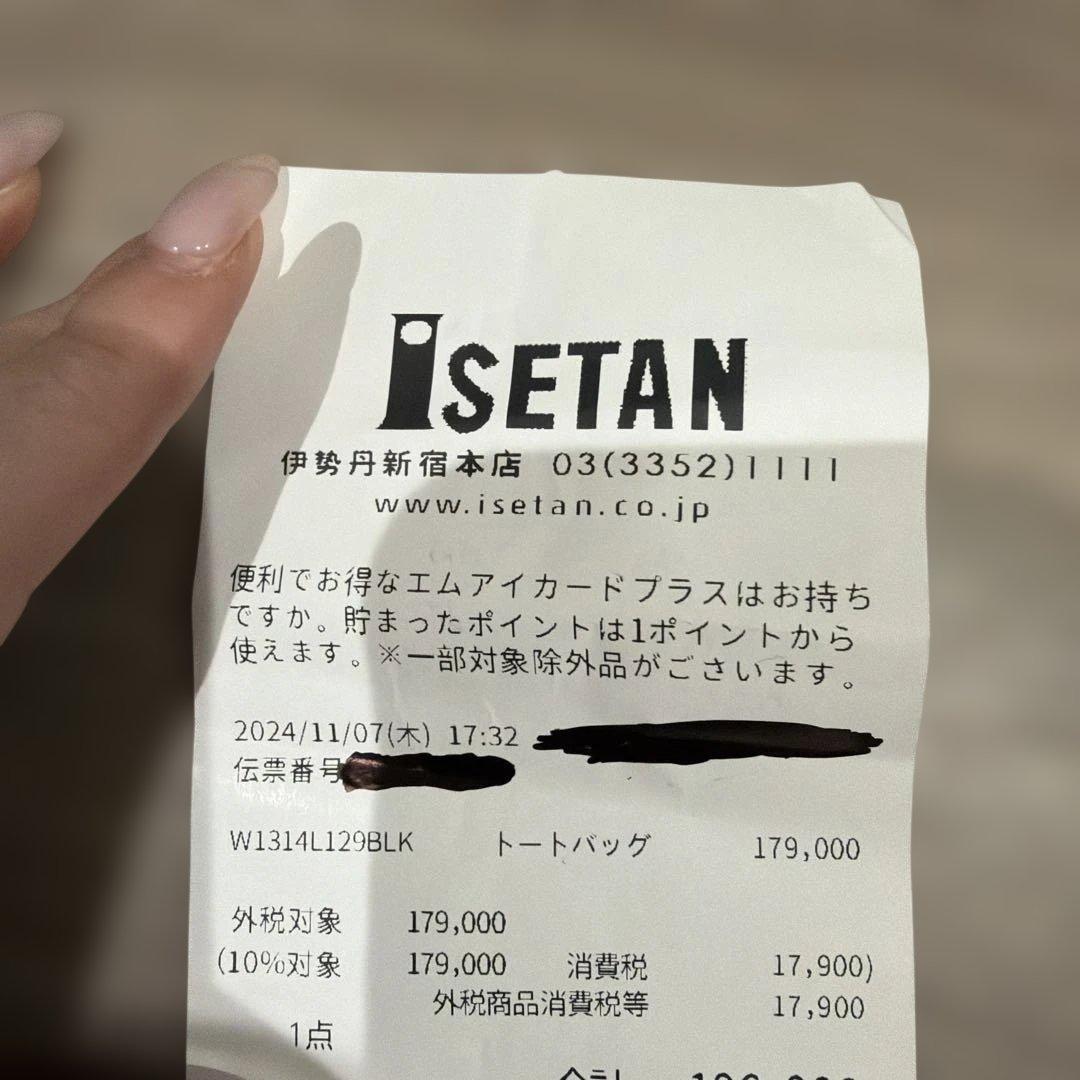 ISETAN
伊勢丹新宿本店 03(3352)1111
www.isetan.co.jp
便利でお得なエムアイカードプラスはお持ち
ですか。貯まったポイントは1ポイントから
使えます。※一部対象除外品がございます。
2024/11/07(木) 17:32
伝票番号
W1314L129BLK トートバッグ 179,000
外税対象 179,000
(10%対象 179,000 消費税 17,900)
外税商品消費税等 17,900
1点